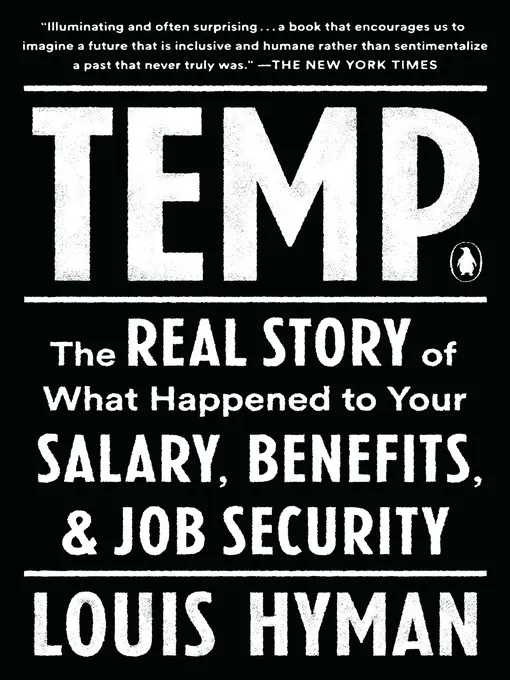 “Illuminating and often surprising...a book that encourages us to
imagine a future that is inclusive and humane rather than sentimentalize
a past that never truly was.” —THE NEW YORK TIMES
TEMP
The REAL STORY of
What Happened to Your
SALARY, BENEFITS,
& JOB SECURITY
LOUIS HYMAN